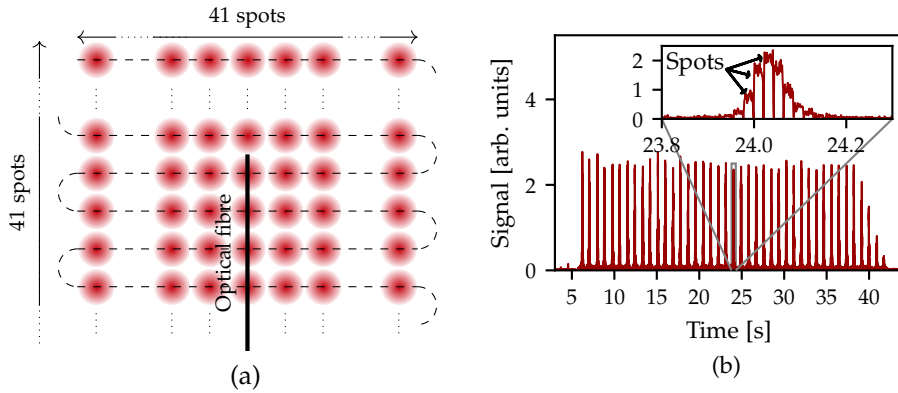 41 spots
41 spots
Optical fibre
(a)
Signal [arb. units]
4
2
0
5
10
15
20
25
30
35
40
Time [s]
2
1
0
Spots
23.8
24.0
24.2
(b)